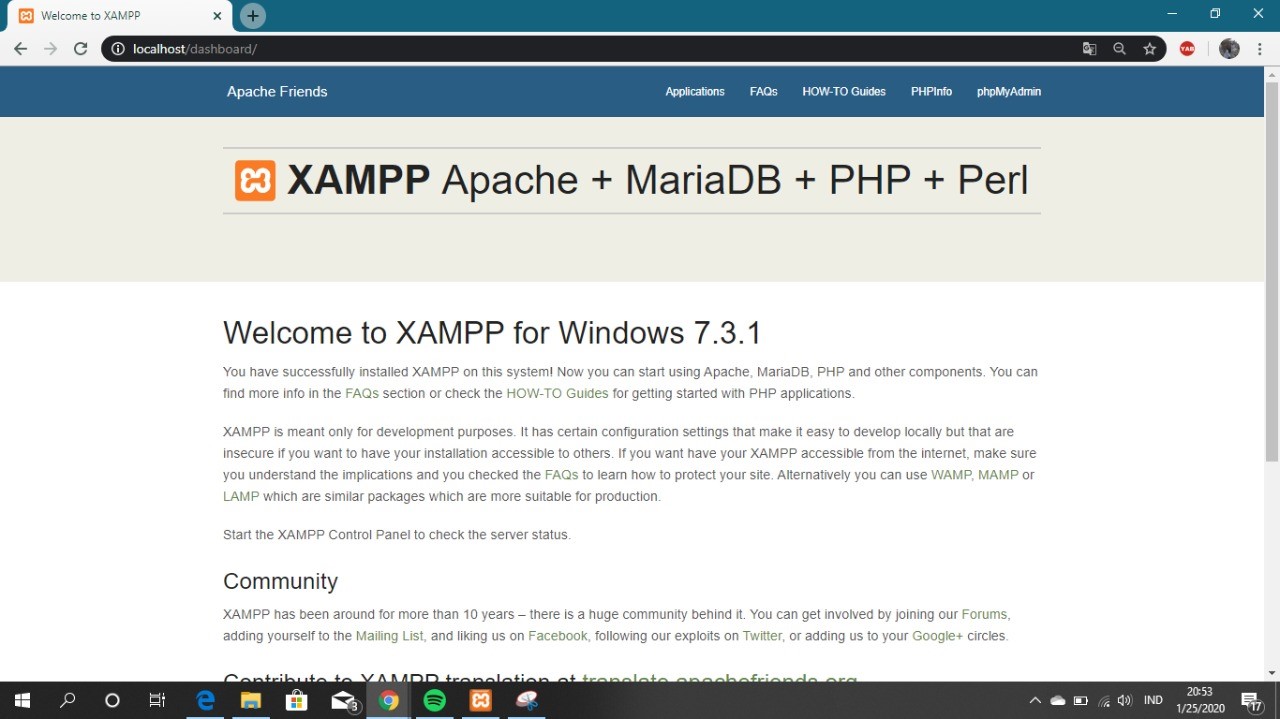 Welcome to XAMPP
localhost/dashboard/
Apache Friends
Applications FAQs HOW-TO Guides PHPInfo phpMyAdmin
XAMPP Apache + MariaDB + PHP + Perl
Welcome to XAMPP for Windows 7.3.1
You have successfully installed XAMPP on this system! Now you can start using Apache, MariaDB, PHP and other components. You can
find more info in the FAQs section or check the HOW-TO Guides for getting started with PHP applications.
XAMPP is meant only for development purposes. It has certain configuration settings that make it easy to develop locally but that are
insecure if you want to have your installation accessible to others. If you want have your XAMPP accessible from the internet, make sure
you understand the implications and you checked the FAQs to learn how to protect your site. Alternatively you can use WAMP, MAMP or
LAMP which are similar packages which are more suitable for production.
Start the XAMPP Control Panel to check the server status.
Community
XAMPP has been around for more than 10 years – there is a huge community behind it. You can get involved by joining our Forums,
adding yourself to the Mailing List, and liking us on Facebook, following our exploits on Twitter, or adding us to your Google+ circles.
Contribute to XAMPP translation at translate.apachefriends.org
3
IND
20:53
1/25/2020
17